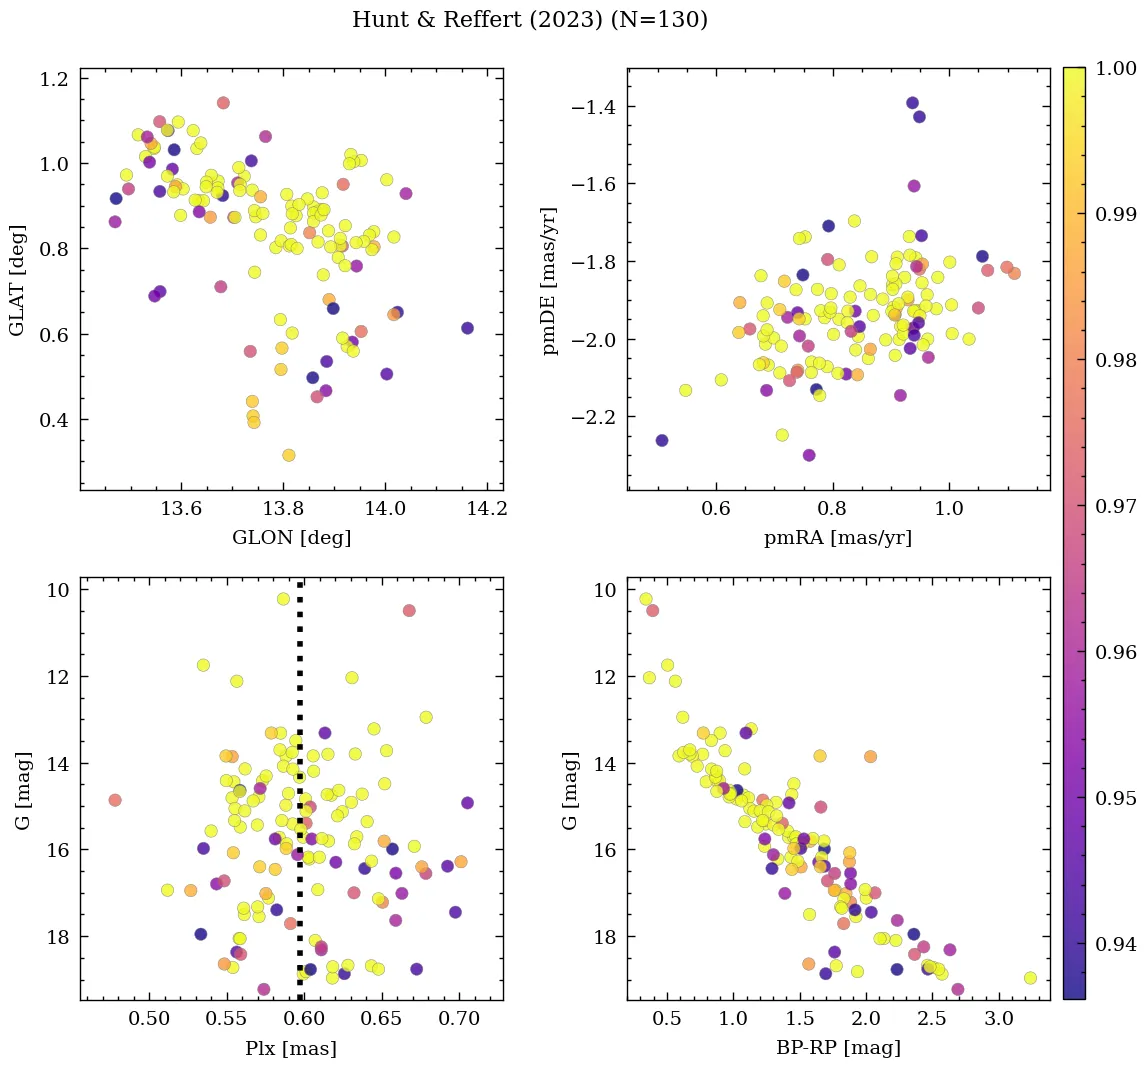 Hunt & Reffert (2023) (N=130)
1.2
1.0
0.8
0.6
0.4
GLAT [deg]
13.6 13.8 14.0 14.2
GLON [deg]
−1.4
−1.6
−1.8
−2.0
−2.2
pmDE [mas/yr]
0.6 0.8 1.0
pmRA [mas/yr]
10
12
14
16
18
G [mag]
0.50 0.55 0.60 0.65 0.70
Plx [mas]
10
12
14
16
18
G [mag]
0.5 1.0 1.5 2.0 2.5 3.0
BP-RP [mag]
1.00
0.99
0.98
0.97
0.96
0.95
0.94